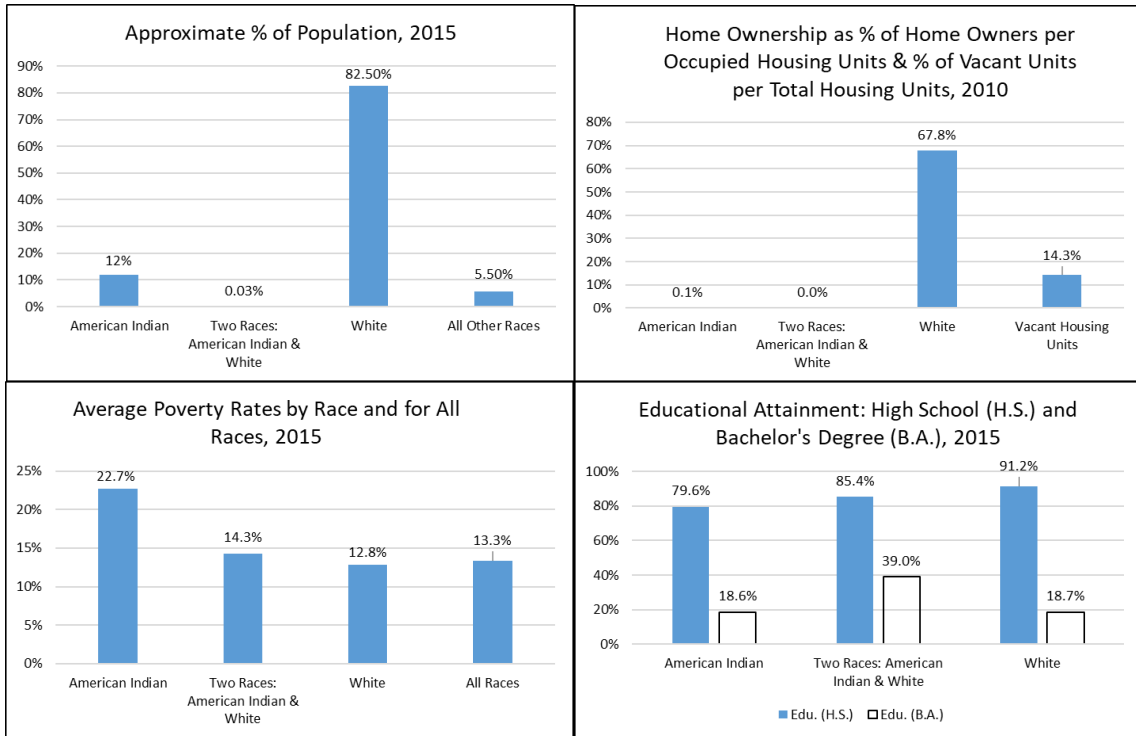 Approximate % of Population, 2015
90%
80%
70%
60%
50%
40%
30%
20%
10%
0%
12%
0.03%
82.50%
5.50%
American Indian
Two Races:
American Indian &
White
White
All Other Races
Home Ownership as % of Home Owners per
Occupied Housing Units & % of Vacant Units
per Total Housing Units, 2010
80%
70%
60%
50%
40%
30%
20%
10%
0%
0.1%
0.0%
67.8%
14.3%
American Indian
Two Races:
American Indian &
White
White
Vacant Housing
Units
Average Poverty Rates by Race and for All
Races, 2015
25%
20%
15%
10%
5%
0%
22.7%
14.3%
12.8%
13.3%
American Indian
Two Races:
American Indian &
White
White
All Races
Educational Attainment: High School (H.S.) and
Bachelor's Degree (B.A.), 2015
100%
80%
60%
40%
20%
0%
79.6%
18.6%
85.4%
39.0%
91.2%
18.7%
American Indian
Two Races: American
Indian & White
White
Edu. (H.S.)
Edu. (B.A.)